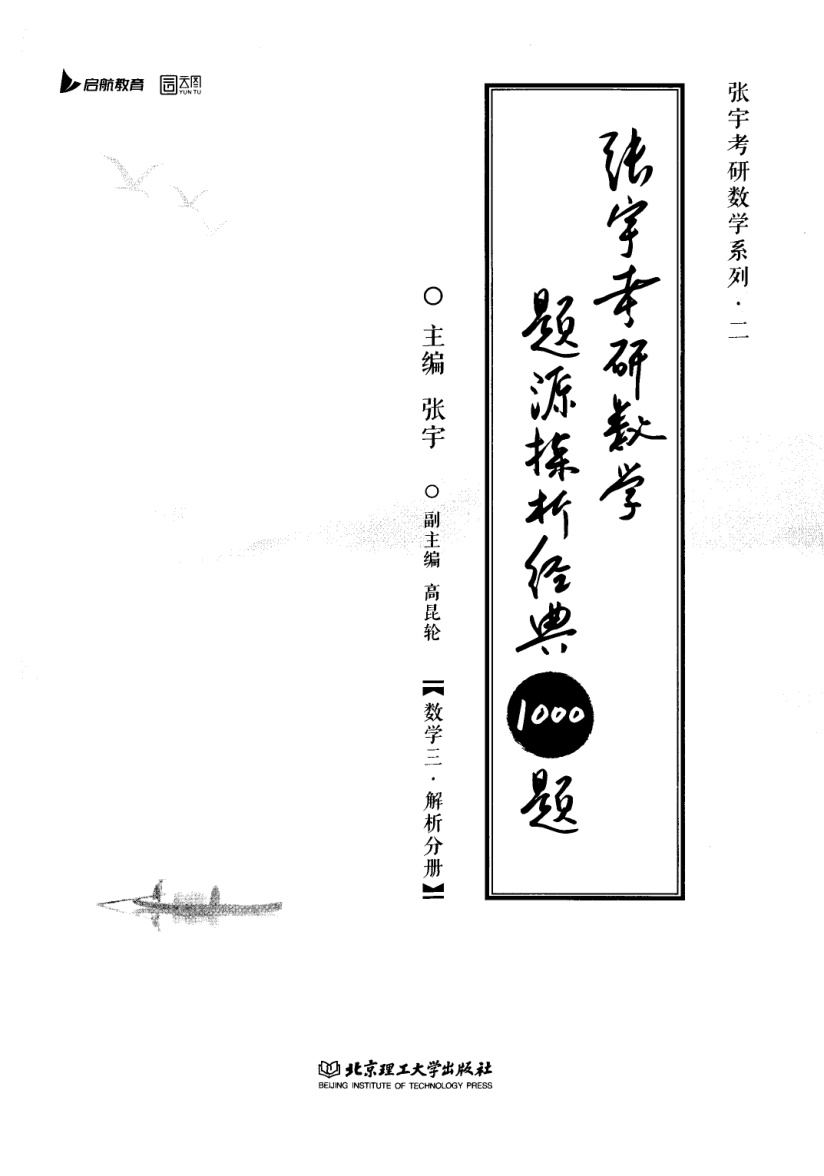 启航教育
云图
YUN TU
张宇考研数学系列·二
张宇考研数学
题源探析经典
1000
题
主编 张宇
副主编 高昆轮
【数学三·解析分册】
北京理工大学出版社
BEIJING INSTITUTE OF TECHNOLOGY PRESS